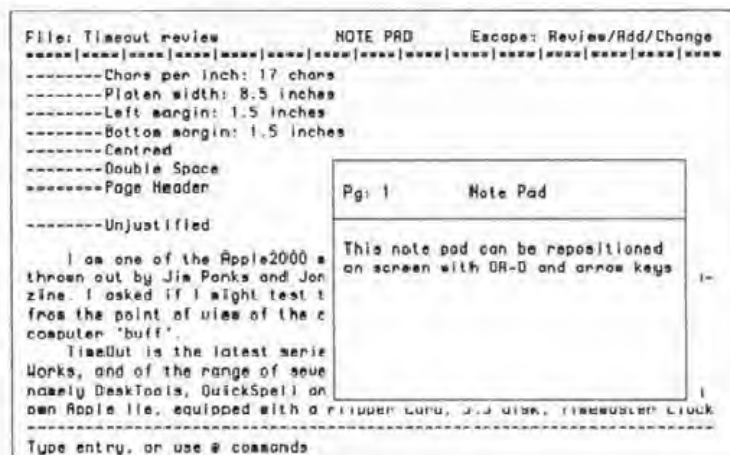 File: Timeout review NOTE PAD Escape: Review/Add/Change
=====|====|====|====|====|====|====|====|====|====|====|====|====|====|====
--------Chars per inch: 17 chars
--------Platen width: 8.5 inches
--------Left margin: 1.5 inches
--------Bottom margin: 1.5 inches
--------Centred
--------Double Space
--------Page Header
--------Unjustified
Pg: 1 Note Pad
This note pad can be repositioned
on screen with OA-D and arrow keys
I am one of the Apple2000
thrown out by Jim Panks and
zine. I asked if I might test
from the point of view of the
computer 'buff'.
TimeOut is the latest
Works, and of the range of
namely DeskTools, QuickSpell
own Apple IIe, equipped with a disk, Clock
Type entry, or use @ commands